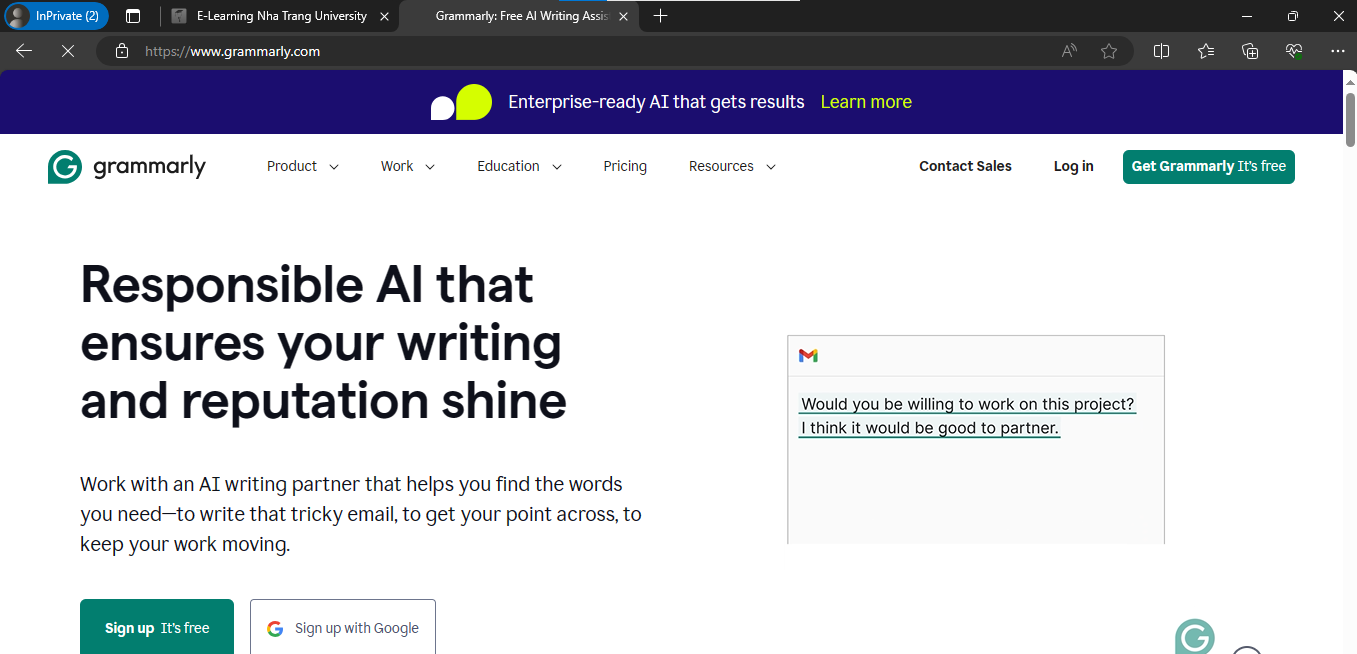 InPrivate (2)
E-Learning Nha Trang University
Grammarly: Free AI Writing Assis
https://www.grammarly.com
Enterprise-ready AI that gets results Learn more
grammarly Product Work Education Pricing Resources Contact Sales Log in Get Grammarly It's free
Responsible AI that
ensures your writing
and reputation shine
Work with an AI writing partner that helps you find the words
you need—to write that tricky email, to get your point across, to
keep your work moving.
Sign up It's free
Sign up with Google
Would you be willing to work on this project?
I think it would be good to partner.